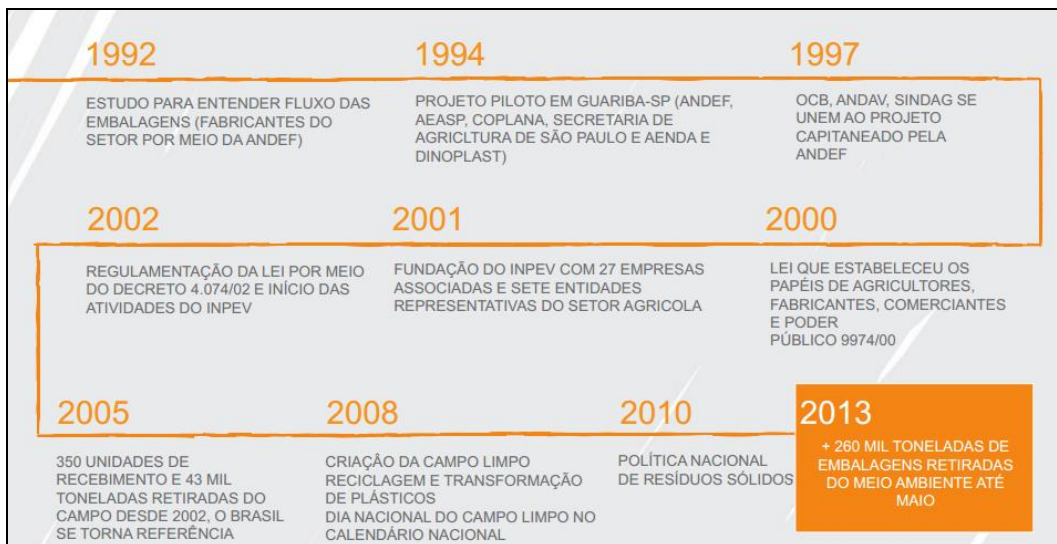 1992
ESTUDO PARA ENTENDER FLUXO DAS
EMBALAGENS (FABRICANTES DO
SETOR POR MEIO DA ANDEF)
1994
PROJETO PILOTO EM GUARIBA-SP (ANDEF,
AEASP, COPLANA, SECRETARIA DE
AGRICLTURA DE SÃO PAULO E AENDA E
DINOPLAST)
1997
OCB, ANDAV, SINDAG SE
UNEM AO PROJETO
CAPITANEADO PELA
ANDEF
2002
REGULAMENTAÇÃO DA LEI POR MEIO
DO DECRETO 4.074/02 E INÍCIO DAS
ATIVIDADES DO INPEV
2001
FUNDAÇÃO DO INPEV COM 27 EMPRESAS
ASSOCIADAS E SETE ENTIDADES
REPRESENTATIVAS DO SETOR AGRICOLA
2000
LEI QUE ESTABELECEU OS
PAPÉIS DE AGRICULTORES,
FABRICANTES, COMERCIANTES
E PODER
PÚBLICO 9974/00
2005
350 UNIDADES DE
RECEBIMENTO E 43 MIL
TONELADAS RETIRADAS DO
CAMPO DESDE 2002, O BRASIL
SE TORNA REFERÊNCIA
2008
CRIAÇÂO DA CAMPO LIMPO
RECICLAGEM E TRANSFORMAÇÃO
DE PLÁSTICOS
DIA NACIONAL DO CAMPO LIMPO NO
CALENDÁRIO NACIONAL
2010
POLÍTICA NACIONAL
DE RESÍDUOS SÓLIDOS
2013
+ 260 MIL TONELADAS DE
EMBALAGENS RETIRADAS
DO MEIO AMBIENTE ATÉ
MAIO